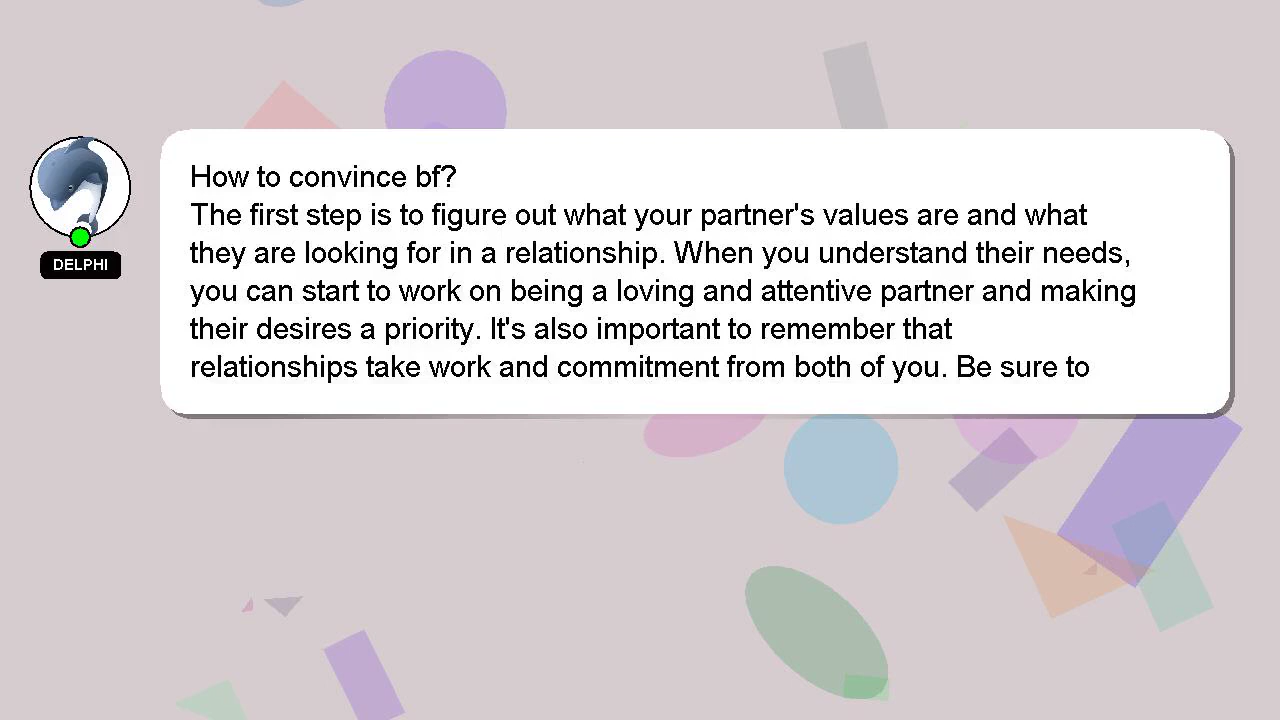 How to convince bf?
The first step is to figure out what your partner's values are and what
they are looking for in a relationship. When you understand their needs,
you can start to work on being a loving and attentive partner and making
their desires a priority. It's also important to remember that
relationships take work and commitment from both of you. Be sure to
DELPHI